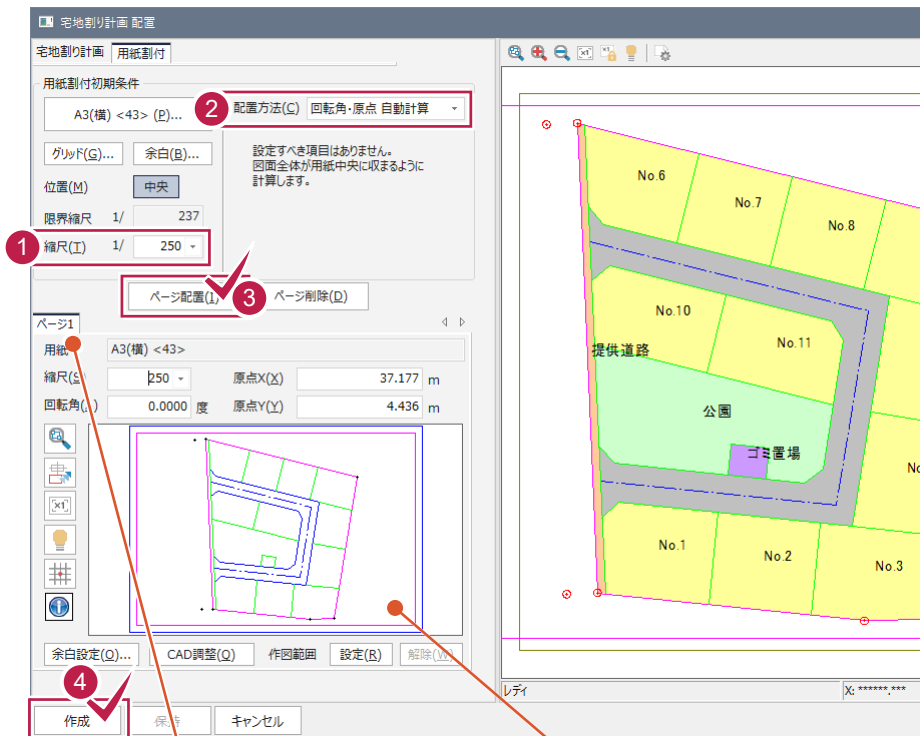 宅地割り計画 配置
宅地割り計画 用紙割付
用紙割付初期条件
A3(横) <43> (P)...
2 配置方法(C) 回転角・原点 自動計算
グリッド(G)... 余白(B)...
設定すべき項目はありません。
図面全体が用紙中央に収まるように
計算します。
位置(M) 中央
限界縮尺 1/ 237
1 縮尺(T) 1/ 250
ページ配置(I) 3 ページ削除(D)
ページ1
用紙 A3(横) <43>
縮尺(S) 250 原点X(X) 37.177 m
回転角 0.0000 度 原点Y(Y) 4.436 m
余白設定(O)... CAD調整(Q) 作図範囲 設定(R) 解除(W)
4
作成 保持 キャンセル
No.6
No.7
No.8
No.10
No.11
提供道路
公園
ゴミ置場
No
No.1
No.2
No.3
レディ X: ******.***